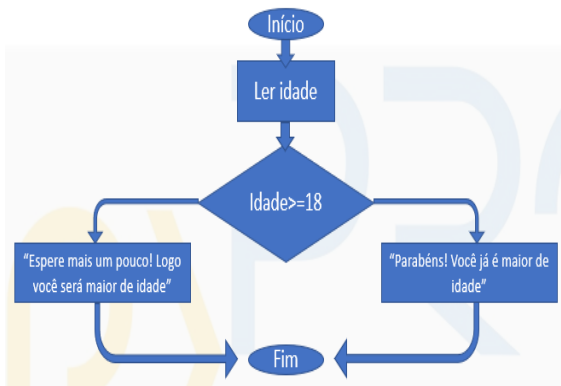 Início
Ler idade
Idade>=18
“Espere mais um pouco! Logo
você será maior de idade”
“Parabéns! Você já é maior de
idade”
Fim